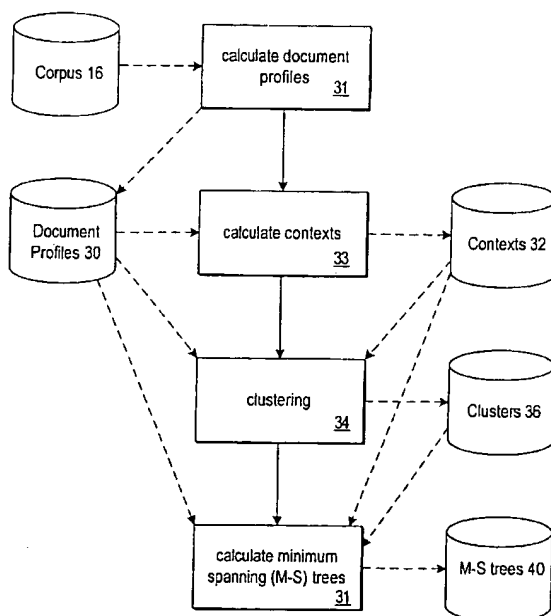 Corpus 16
calculate document
profiles
31
Document
Profiles 30
calculate contexts
33
Contexts 32
clustering
34
Clusters 36
calculate minimum
spanning (M-S) trees
31
M-S trees 40